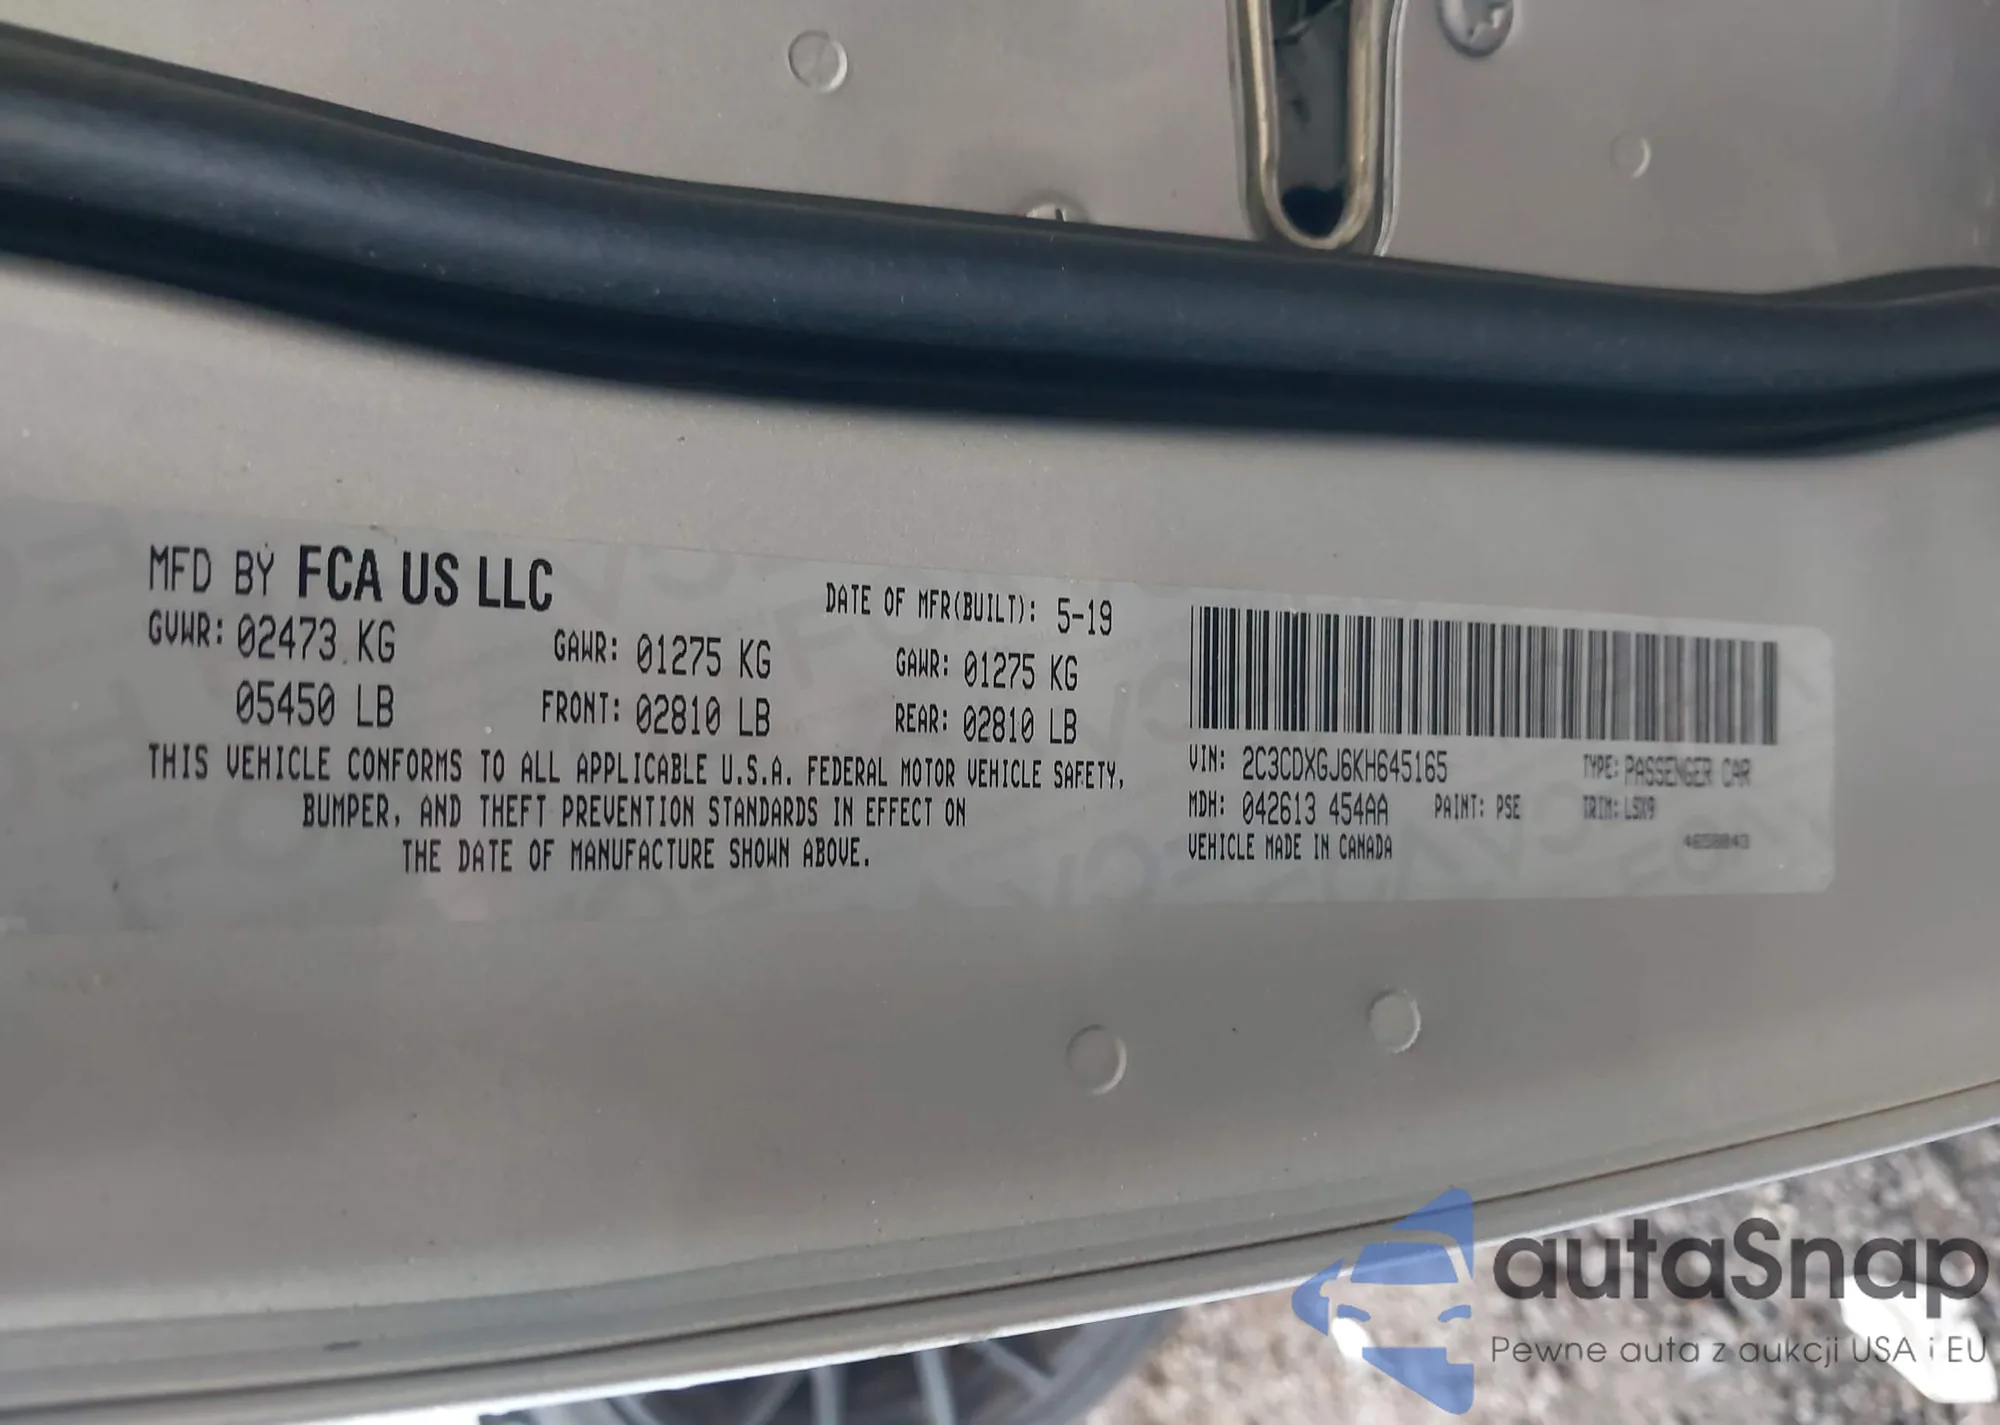 MFD BY FCA US LLC
DATE OF MFR(BUILT): 5-19
GVWR: 02473 KG GAWR: 01275 KG GAWR: 01275 KG
05450 LB FRONT: 02810 LB REAR: 02810 LB
THIS VEHICLE CONFORMS TO ALL APPLICABLE U.S.A. FEDERAL MOTOR VEHICLE SAFETY,
BUMPER, AND THEFT PREVENTION STANDARDS IN EFFECT ON
THE DATE OF MANUFACTURE SHOWN ABOVE.
VIN: 2C3CDXGJ6KH645165 TYPE: PASSENGER CAR
MDH: 042613 454AA PAINT: PSE TRIM: LSX9
VEHICLE MADE IN CANADA
autaSnap
Pewne auta z aukcji USA i EU